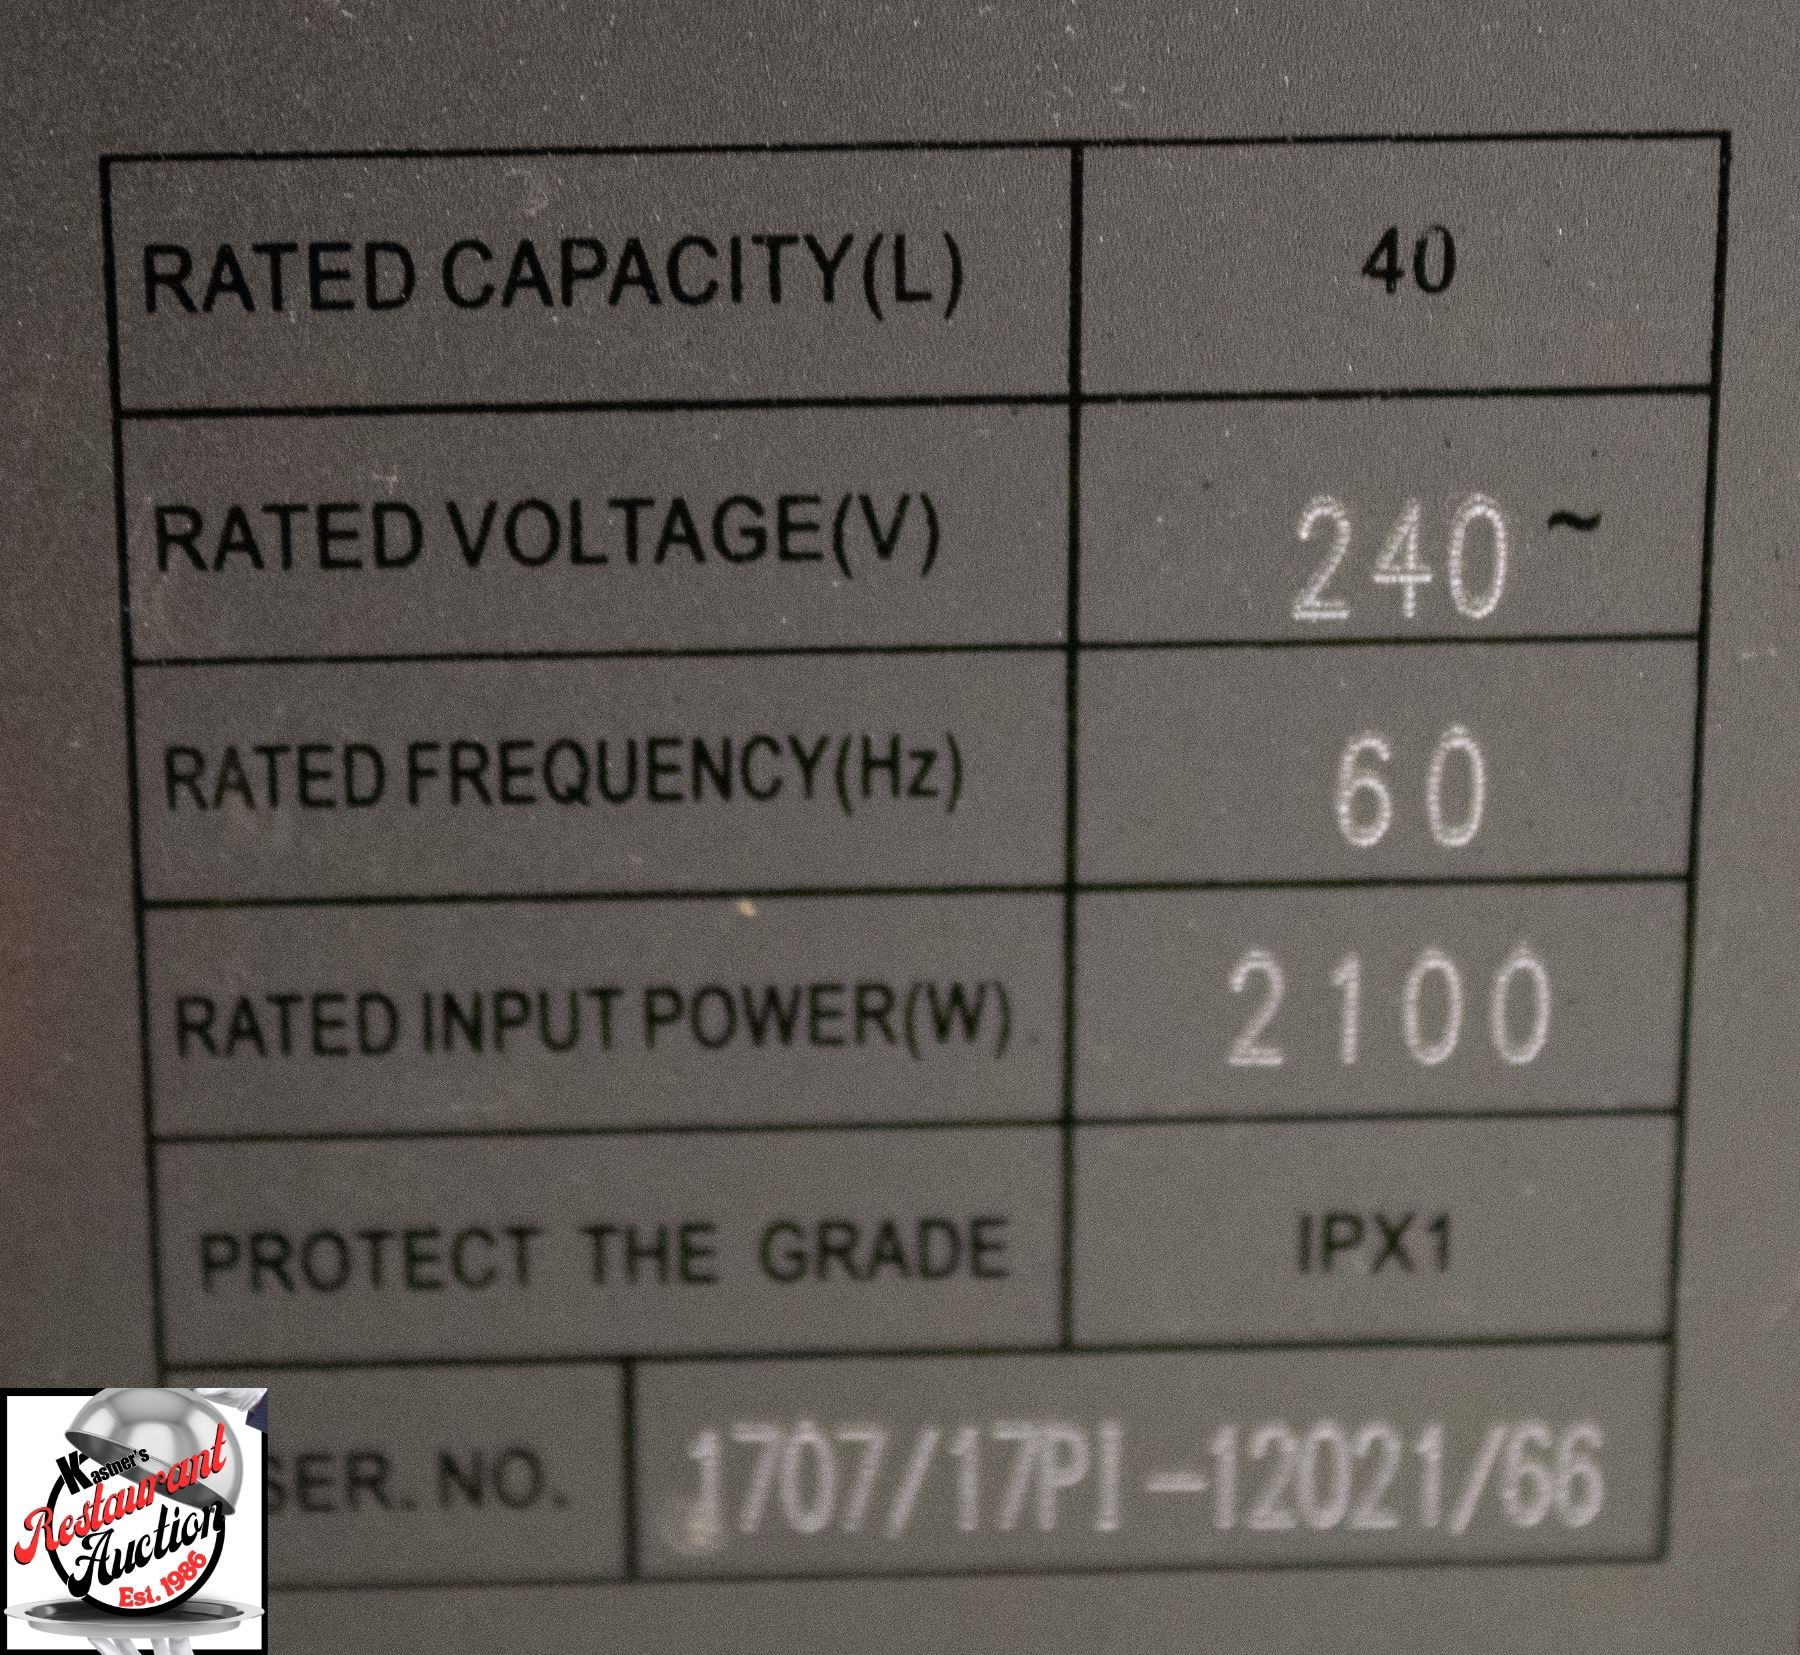 RATED CAPACITY(L) 40
RATED VOLTAGE(V) 240 ~
RATED FREQUENCY(Hz) 60
RATED INPUT POWER(W) 2100
PROTECT THE GRADE IPX1
SER. NO. 1707/17PI-12021/66
Kastner's
Restaurant
Auction
Est. 1986